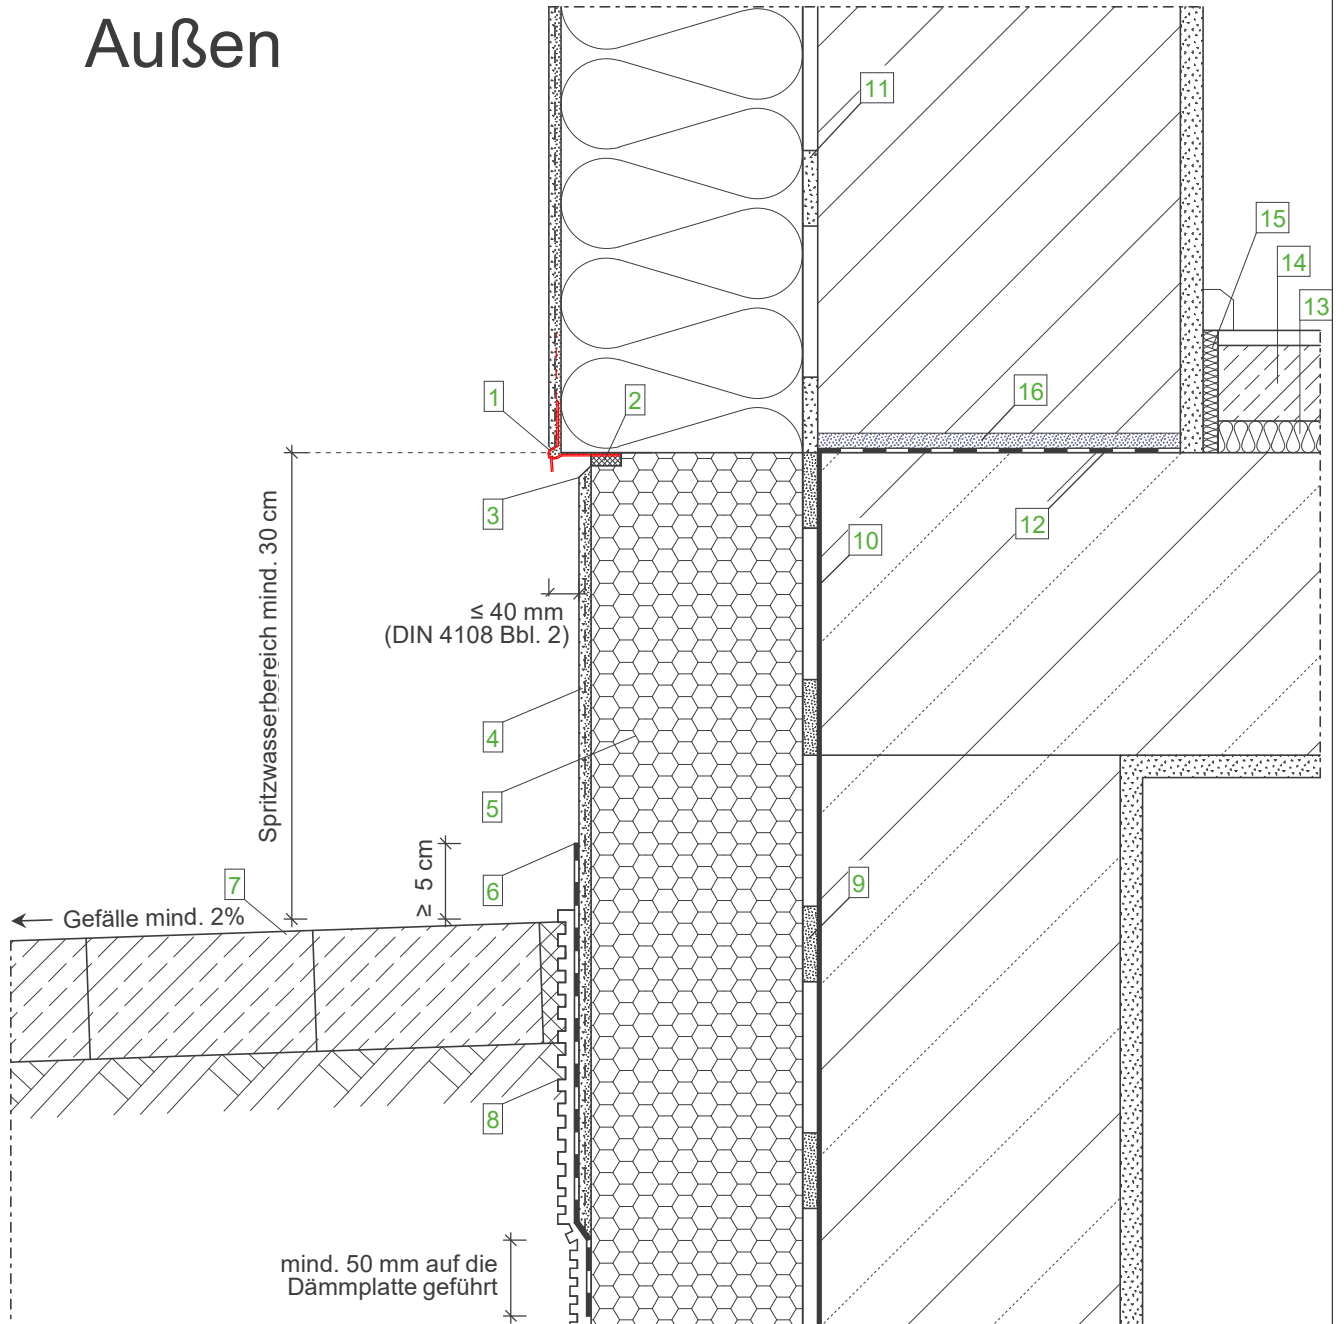 Außen
11
15
14
13
1
2
16
3
12
10
Spritzwasserbereich mind. 30 cm
≤ 40 mm
(DIN 4108 Bbl. 2)
4
5
≥ 5 cm
6
7
9
Gefälle mind. 2%
8
mind. 50 mm auf die
Dämmplatte geführt